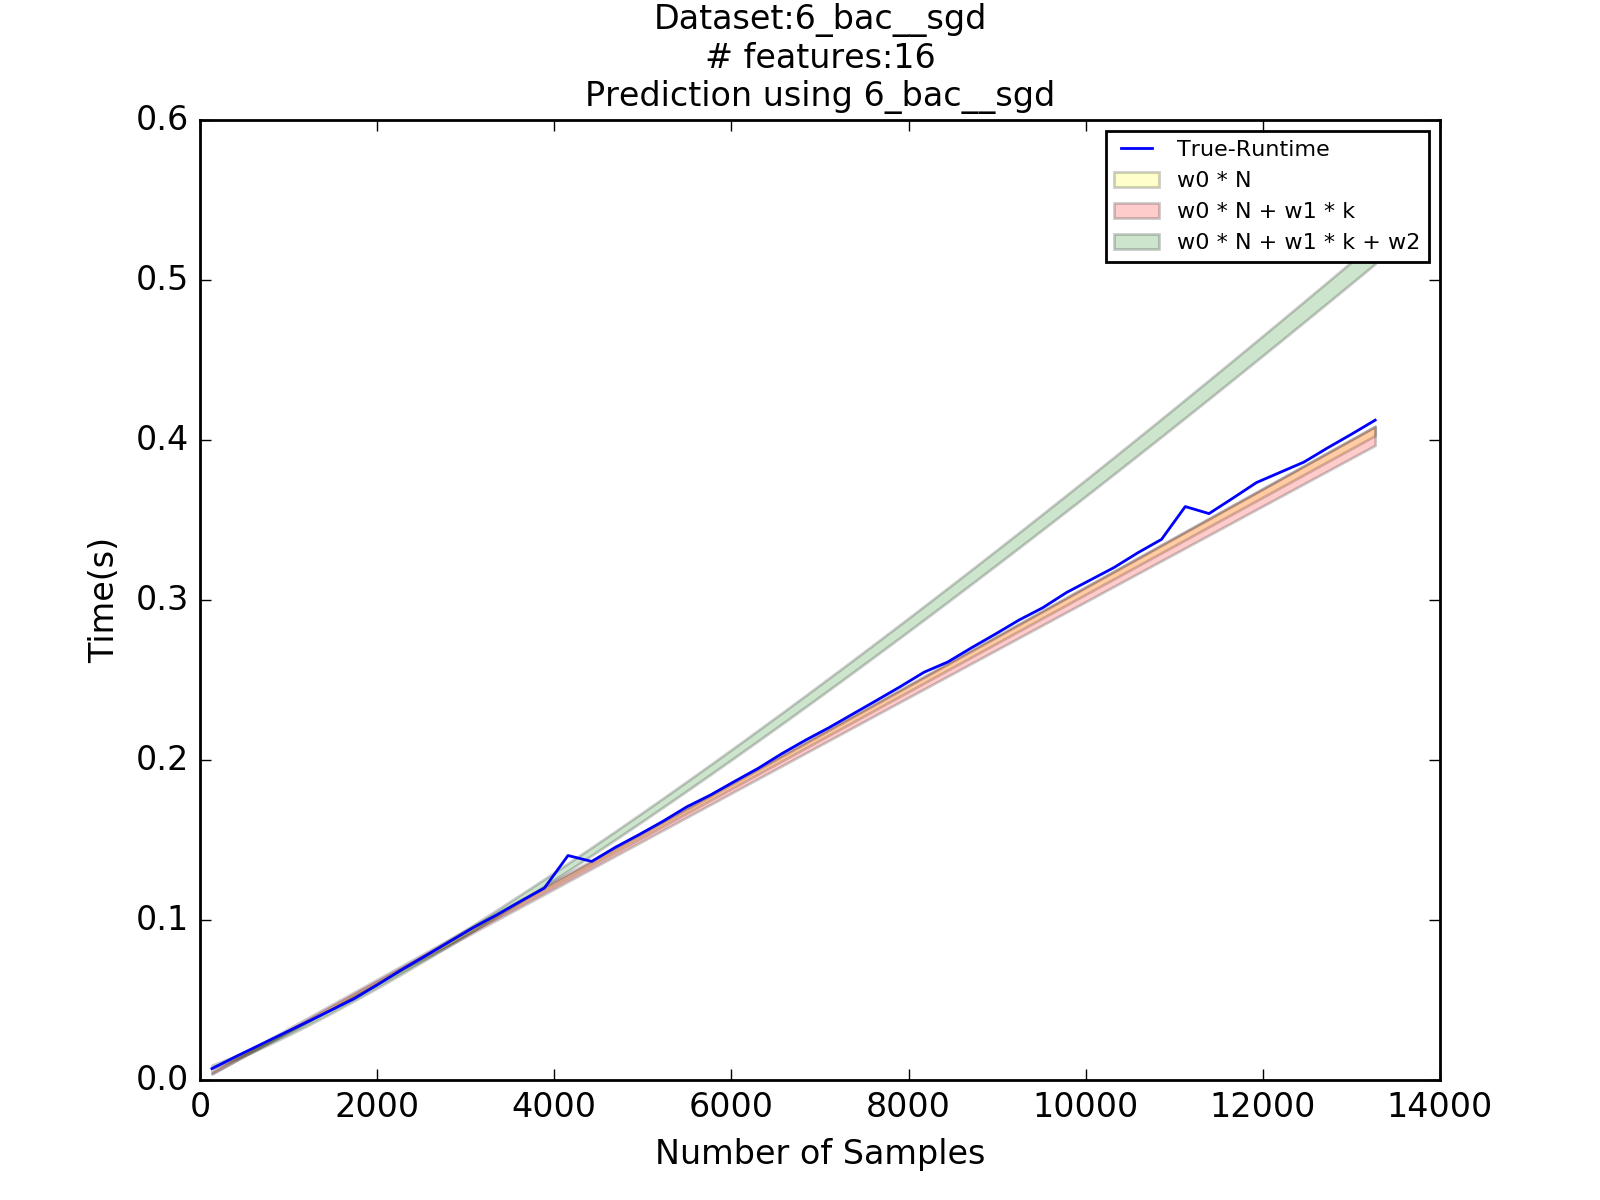 Dataset:6_bac__sgd
# features:16
Prediction using 6_bac__sgd
0.6
0.5
0.4
0.3
0.2
0.1
0.0
Time(s)
True-Runtime
w0 * N
w0 * N + w1 * k
w0 * N + w1 * k + w2
0 2000 4000 6000 8000 10000 12000 14000
Number of Samples